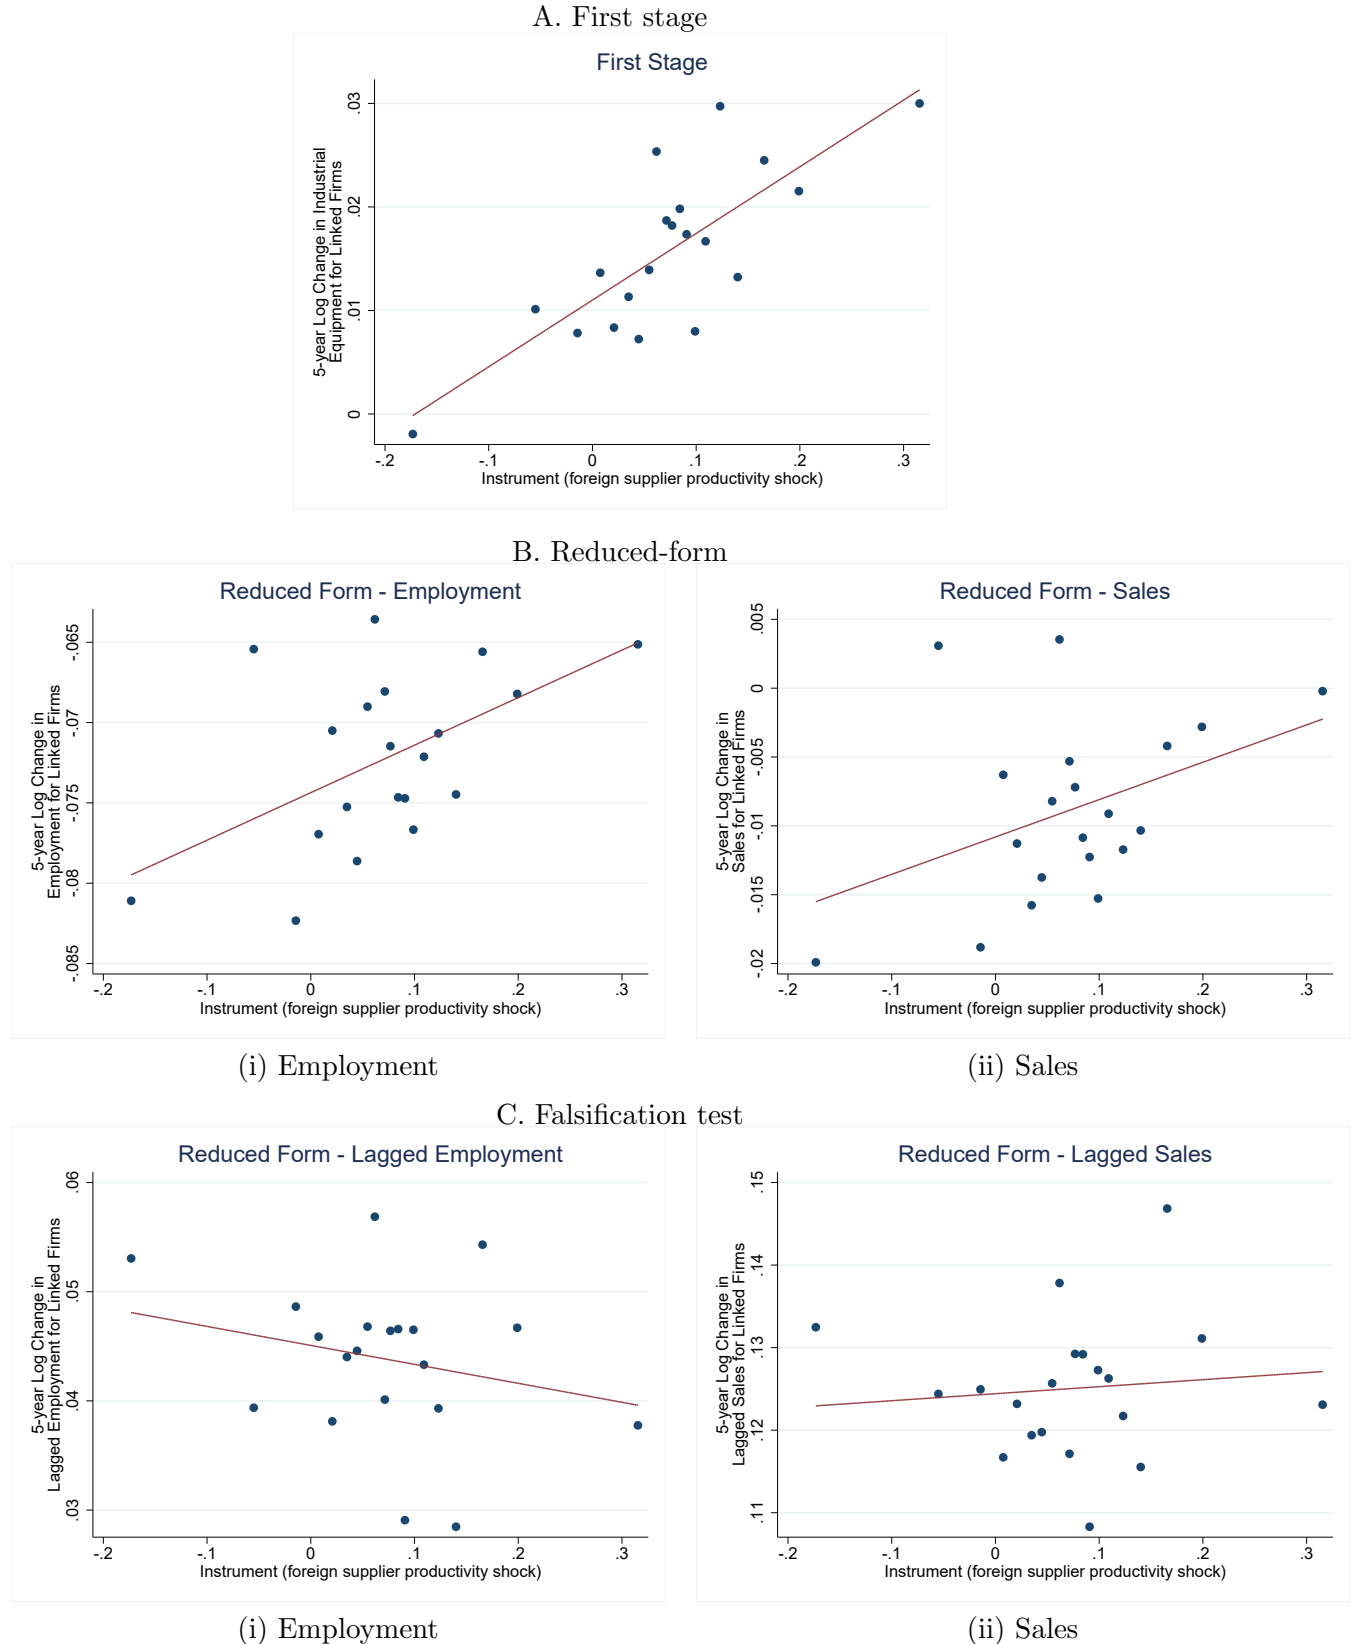 A. First stage
First Stage
5-year Log Change in Industrial
Equipment for Linked Firms
.03
.02
.01
0
-.2 -.1 0 .1 .2 .3
Instrument (foreign supplier productivity shock)
B. Reduced-form
Reduced Form - Employment
5-year Log Change in
Employment for Linked Firms
-.065
-.07
-.075
-.08
-.085
-.2 -.1 0 .1 .2 .3
Instrument (foreign supplier productivity shock)
(i) Employment
Reduced Form - Sales
5-year Log Change in
Sales for Linked Firms
.005
0
-.005
-.01
-.015
-.02
-.2 -.1 0 .1 .2 .3
Instrument (foreign supplier productivity shock)
(ii) Sales
C. Falsification test
Reduced Form - Lagged Employment
5-year Log Change in
Lagged Employment for Linked Firms
.06
.05
.04
.03
-.2 -.1 0 .1 .2 .3
Instrument (foreign supplier productivity shock)
(i) Employment
Reduced Form - Lagged Sales
5-year Log Change in
Lagged Sales for Linked Firms
.15
.14
.13
.12
.11
-.2 -.1 0 .1 .2 .3
Instrument (foreign supplier productivity shock)
(ii) Sales